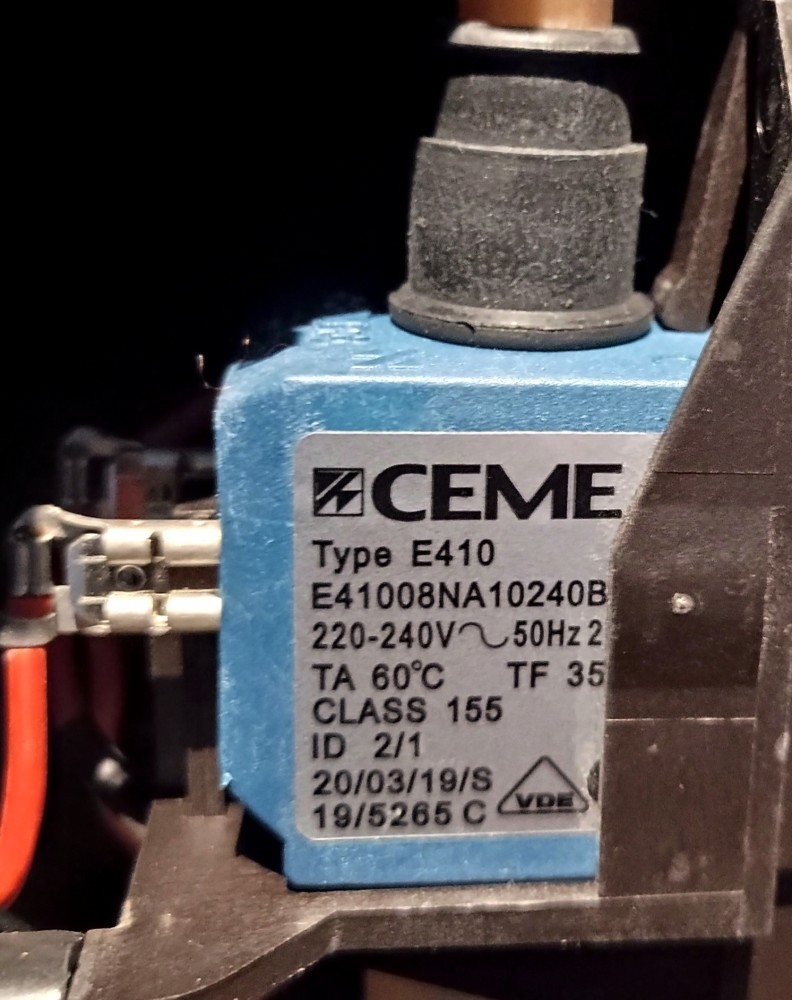 CEME
Type E410
E41008NA10240B
220-240V~50Hz 2
TA 60°C TF 35
CLASS 155
ID 2/1
20/03/19/S
19/5265 C
VDE